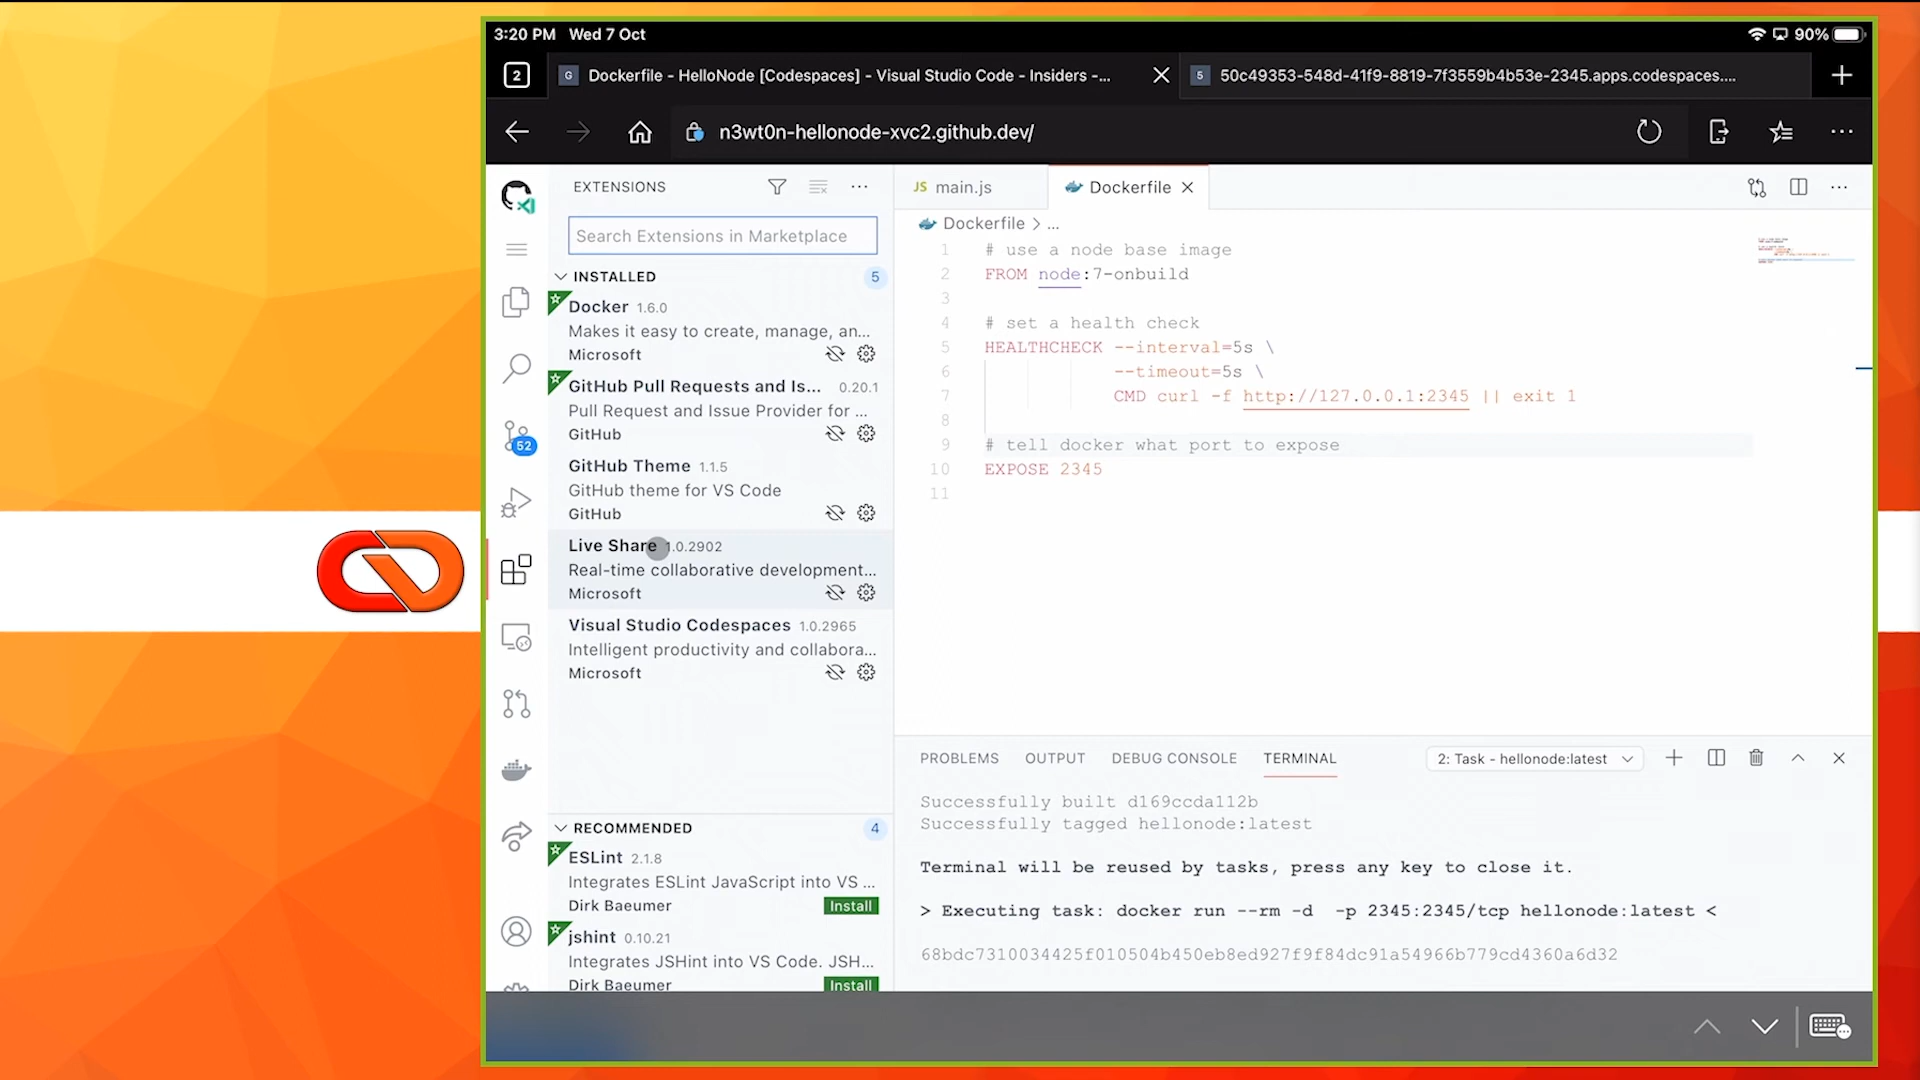 3:20 PM Wed 7 Oct
90%
2
G Dockerfile - HelloNode [Codespaces] - Visual Studio Code - Insiders -...
5 50c49353-548d-41f9-8819-7f3559b4b53e-2345.apps.codespaces....
n3wt0n-hellonode-xvc2.github.dev/
EXTENSIONS
Search Extensions in Marketplace
INSTALLED 5
Docker 1.6.0
Makes it easy to create, manage, an...
Microsoft
GitHub Pull Requests and Is... 0.20.1
Pull Request and Issue Provider for ...
GitHub
GitHub Theme 1.1.5
GitHub theme for VS Code
GitHub
Live Share 1.0.2902
Real-time collaborative development...
Microsoft
Visual Studio Codespaces 1.0.2965
Intelligent productivity and collabora...
Microsoft
52
RECOMMENDED 4
ESLint 2.1.8
Integrates ESLint JavaScript into VS ...
Dirk Baeumer Install
jshint 0.10.21
Integrates JSHint into VS Code. JSH...
Dirk Baeumer Install
JS main.js
Dockerfile
Dockerfile > ...
1 # use a node base image
2 FROM node:7-onbuild
3
4 # set a health check
5 HEALTHCHECK --interval=5s \
6 --timeout=5s \
7 CMD curl -f http://127.0.0.1:2345 || exit 1
8
9 # tell docker what port to expose
10 EXPOSE 2345
11
PROBLEMS OUTPUT DEBUG CONSOLE TERMINAL
2: Task - hellonode:latest
Successfully built d169ccda112b
Successfully tagged hellonode:latest
Terminal will be reused by tasks, press any key to close it.
> Executing task: docker run --rm -d -p 2345:2345/tcp hellonode:latest <
68bdc7310034425f010504b450eb8ed927f9f84dc91a54966b779cd4360a6d32